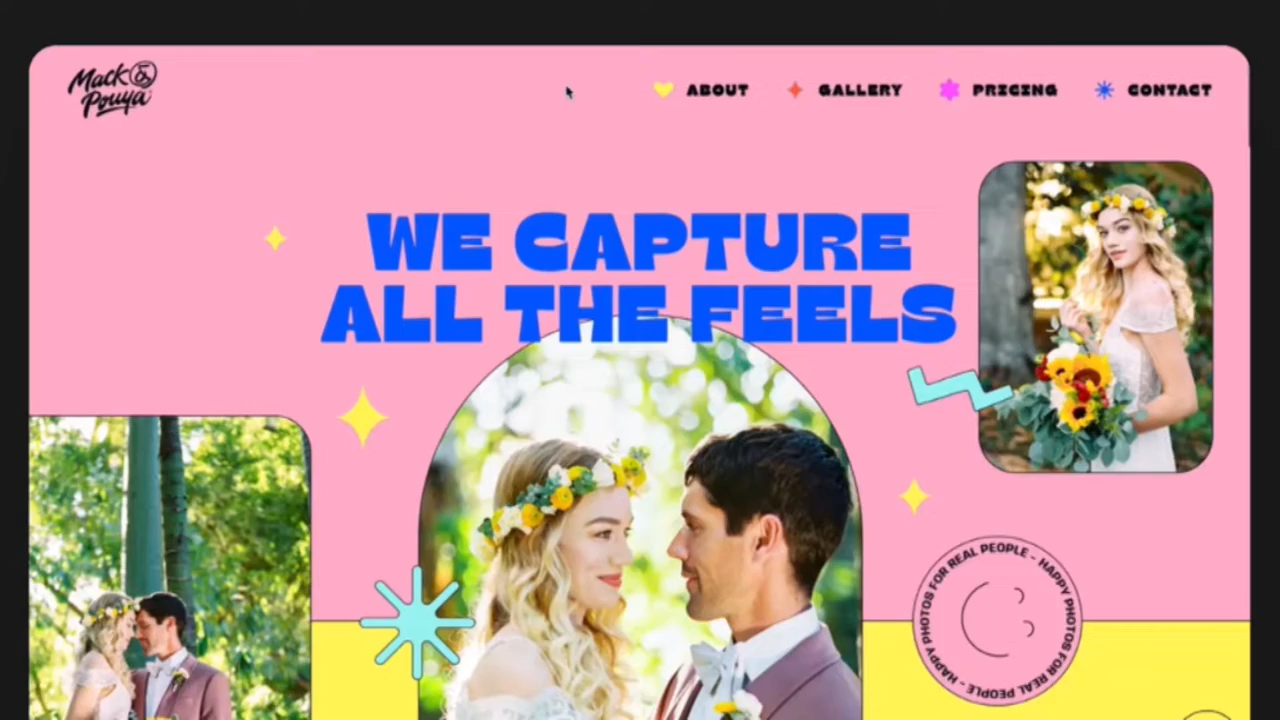 Mack &
Pouya
ABOUT
GALLERY
PRICING
CONTACT
WE CAPTURE
ALL THE FEELS
HAPPY PHOTOS FOR REAL PEOPLE - HAPPY PHOTOS FOR REAL PEOPLE -